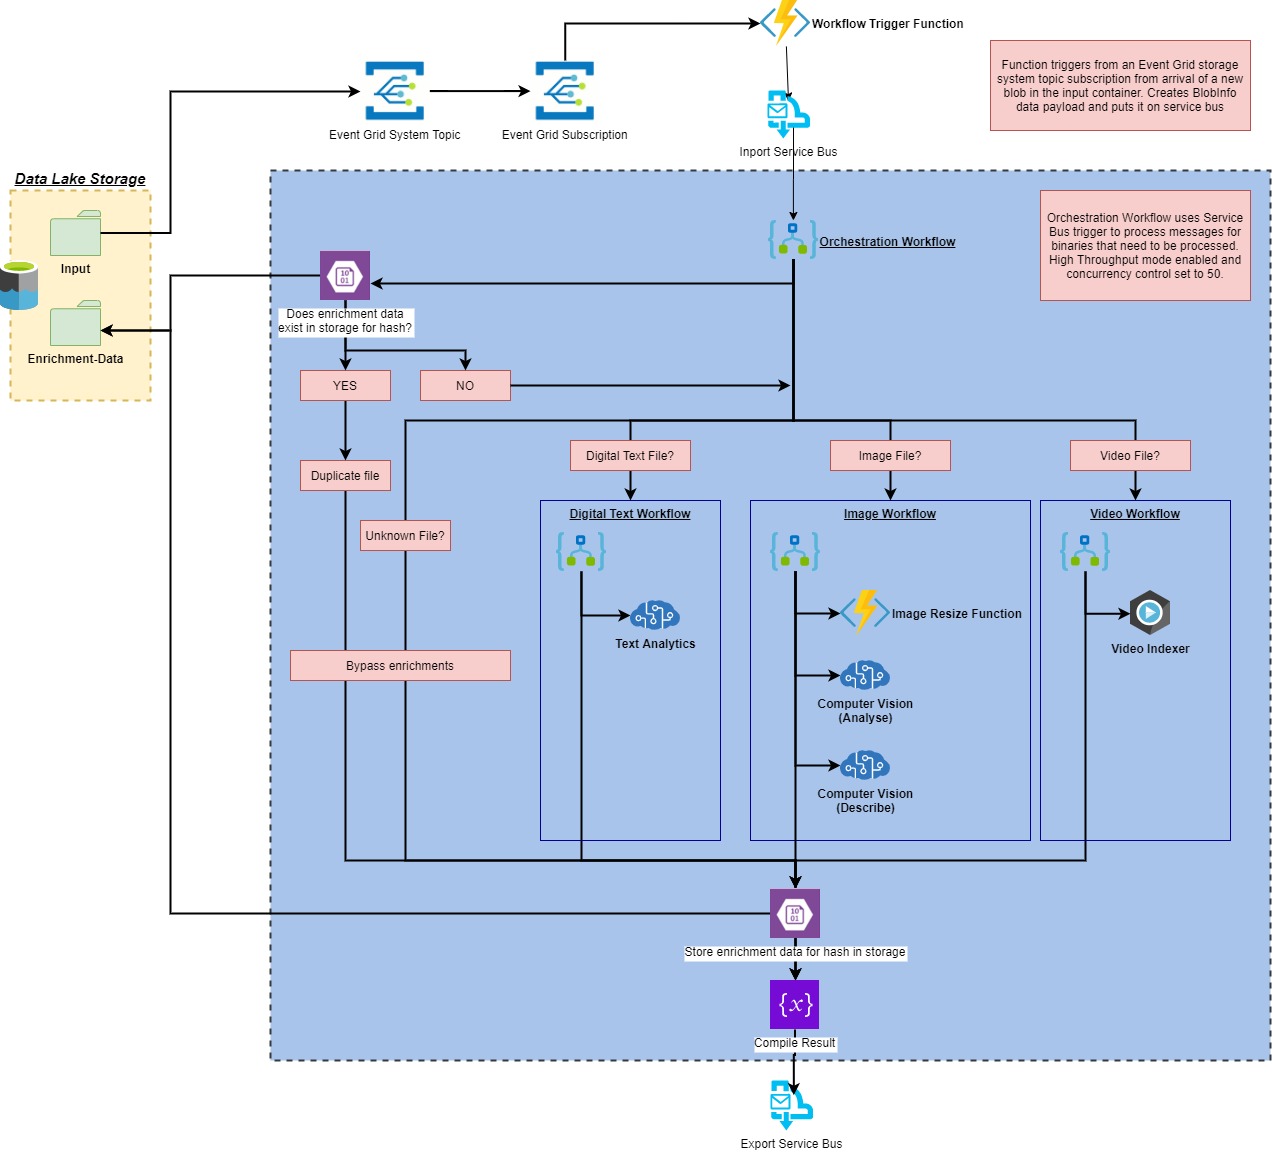 Workflow Trigger Function
Function triggers from an Event Grid storage
system topic subscription from arrival of a new
blob in the input container. Creates BlobInfo
data payload and puts it on service bus
Event Grid System Topic
Event Grid Subscription
Inport Service Bus
Data Lake Storage
Input
Enrichment-Data
Orchestration Workflow
Orchestration Workflow uses Service
Bus trigger to process messages for
binaries that need to be processed.
High Throughput mode enabled and
concurrency control set to 50.
10
01
Does enrichment data
exist in storage for hash?
YES
NO
Duplicate file
Unknown File?
Bypass enrichments
Digital Text File?
Image File?
Video File?
Digital Text Workflow
Text Analytics
Image Workflow
Image Resize Function
Computer Vision
(Analyse)
Computer Vision
(Describe)
Video Workflow
Video Indexer
10
01
Store enrichment data for hash in storage
{x}
Compile Result
Export Service Bus